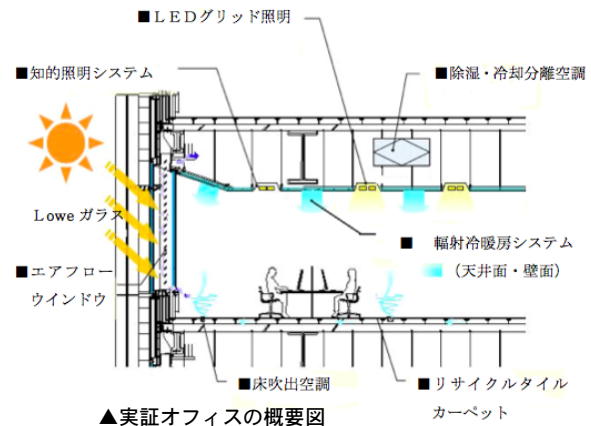 ■ＬＥＤグリッド照明
■知的照明システム
■除湿・冷却分離空調
Ｌｏｗｅガラス
■ 輻射冷暖房システム
（天井面・壁面）
■エアフロー
ウインドウ
■床吹出空調
■リサイクルタイル
カーペット
▲実証オフィスの概要図